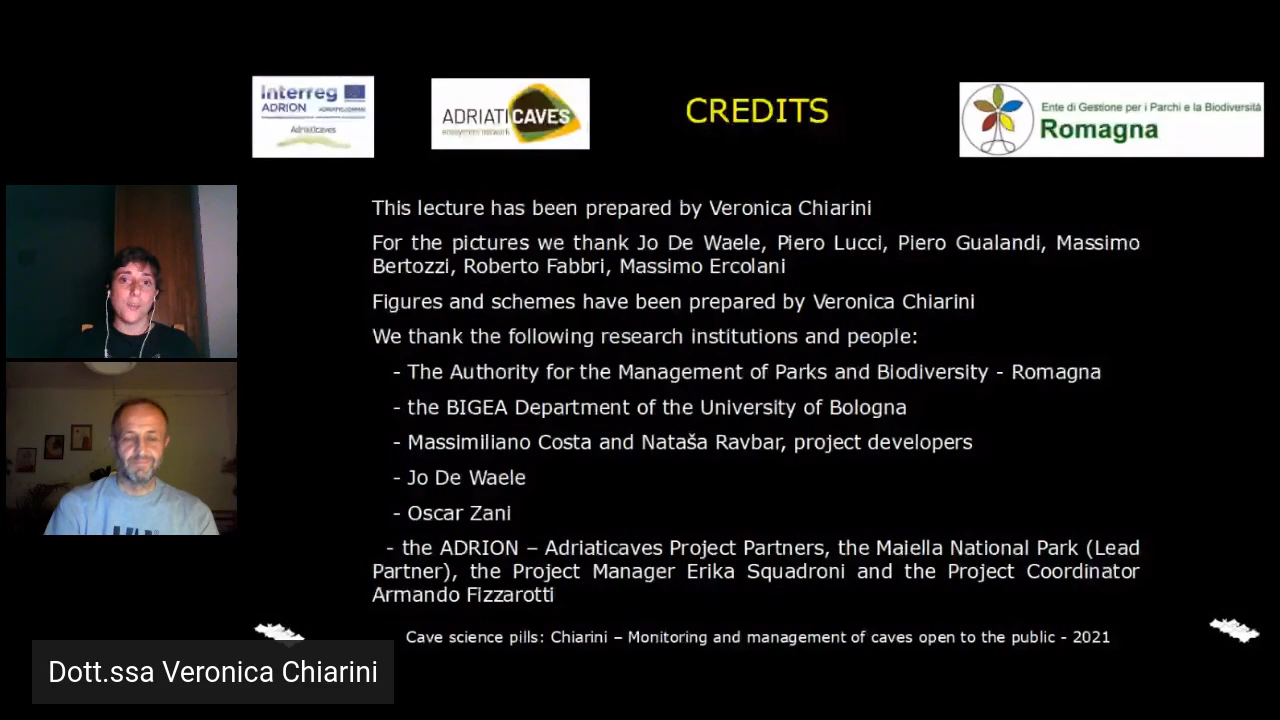 Interreg
ADRION
Adriaticaves
ADRIATICAVES
ecosystem network
CREDITS
Ente di Gestione per i Parchi e la Biodiversità
Romagna
This lecture has been prepared by Veronica Chiarini
For the pictures we thank Jo De Waele, Piero Lucci, Piero Gualandi, Massimo
Bertozzi, Roberto Fabbri, Massimo Ercolani
Figures and schemes have been prepared by Veronica Chiarini
We thank the following research institutions and people:
- The Authority for the Management of Parks and Biodiversity - Romagna
- the BIGEA Department of the University of Bologna
- Massimiliano Costa and Nataša Ravbar, project developers
- Jo De Waele
- Oscar Zani
- the ADRION – Adriaticaves Project Partners, the Maiella National Park (Lead
Partner), the Project Manager Erika Squadroni and the Project Coordinator
Armando Fizzarotti
Cave science pills: Chiarini – Monitoring and management of caves open to the public - 2021
Dott.ssa Veronica Chiarini